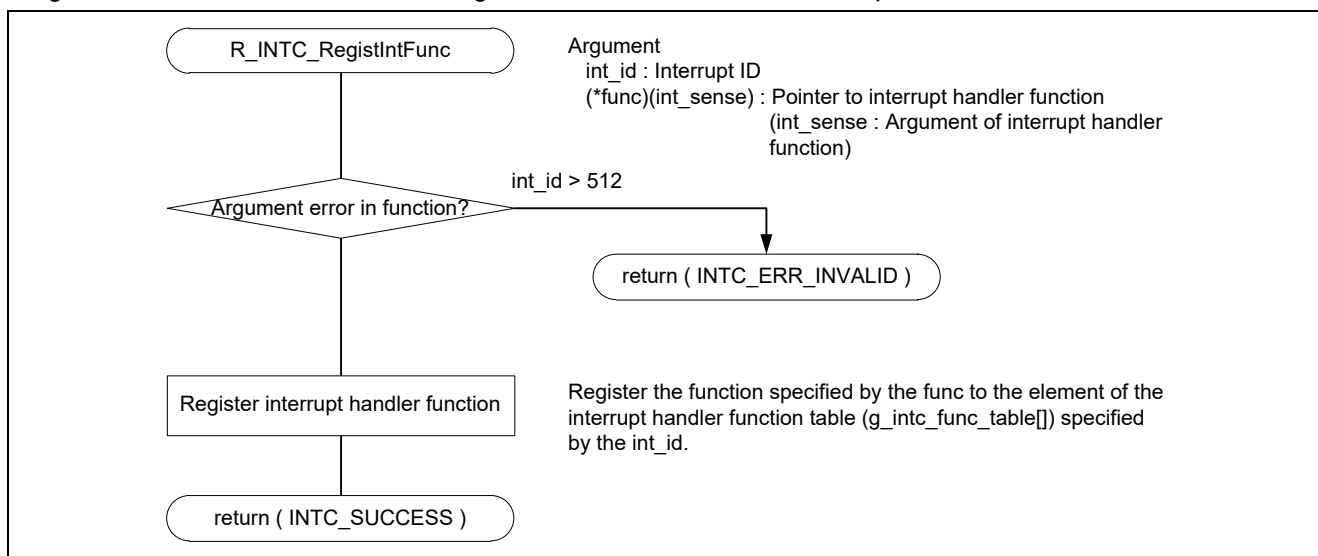 R_INTC_RegistIntFunc
Argument
int_id : Interrupt ID
(*func)(int_sense) : Pointer to interrupt handler function
(int_sense : Argument of interrupt handler
function)
int_id > 512
Argument error in function?
return ( INTC_ERR_INVALID )
Register interrupt handler function
Register the function specified by the func to the element of the
interrupt handler function table (g_intc_func_table[]) specified
by the int_id.
return ( INTC_SUCCESS )